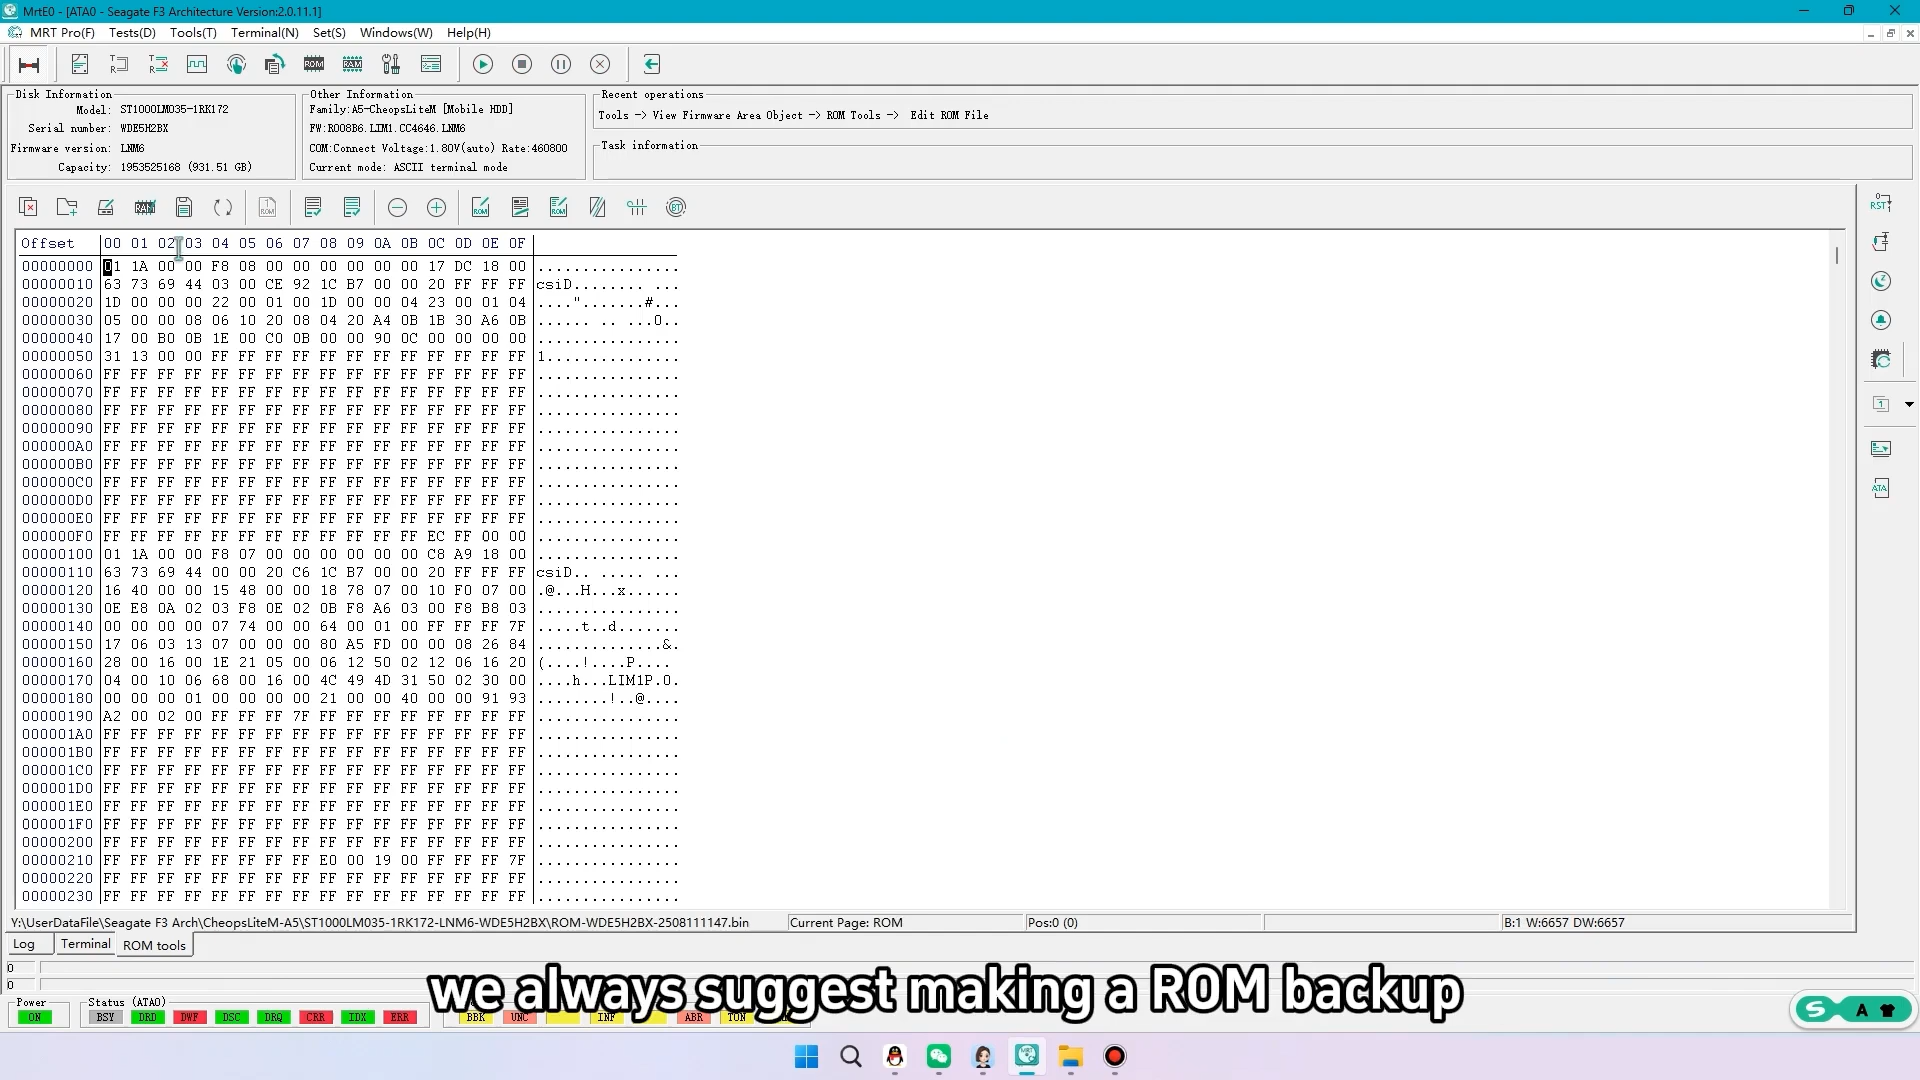 MrtE0 - [ATA0 - Seagate F3 Architecture Version:2.0.11.1]
MRT Pro(F) Tests(D) Tools(T) Terminal(N) Set(S) Windows(W) Help(H)
Disk Information
Model: ST1000LM035-1RK172
Serial number: WDE5H2BX
Firmware version: LNM6
Capacity: 1953525168 (931.51 GB)
Other Information
Family:A5-CheopsLiteM [Mobile HDD]
FW:R008B6.LIM1.CC4646.LNM6
COM:Connect Voltage:1.80V(auto) Rate:460800
Current mode: ASCII terminal mode
Recent operations
Tools -> View Firmware Area Object -> ROM Tools -> Edit ROM File
Task information
Offset 00 01 02 03 04 05 06 07 08 09 0A 0B 0C 0D 0E 0F
00000000 01 1A 00 00 F8 08 00 00 00 00 00 00 17 DC 18 00 ................
00000010 63 73 69 44 03 00 CE 92 1C B7 00 00 20 FF FF FF csiD........ ...
00000020 1D 00 00 00 22 00 01 00 1D 00 00 04 23 00 01 04 ....".......#...
00000030 05 00 00 08 06 10 20 08 04 20 A4 0B 1B 30 A6 0B ...... .. ...0..
00000040 17 00 B0 0B 1E 00 C0 0B 00 00 90 0C 00 00 00 00 ................
00000050 31 13 00 00 FF FF FF FF FF FF FF FF FF FF FF FF 1...............
00000060 FF FF FF FF FF FF FF FF FF FF FF FF FF FF FF FF ................
00000070 FF FF FF FF FF FF FF FF FF FF FF FF FF FF FF FF ................
00000080 FF FF FF FF FF FF FF FF FF FF FF FF FF FF FF FF ................
00000090 FF FF FF FF FF FF FF FF FF FF FF FF FF FF FF FF ................
000000A0 FF FF FF FF FF FF FF FF FF FF FF FF FF FF FF FF ................
000000B0 FF FF FF FF FF FF FF FF FF FF FF FF FF FF FF FF ................
000000C0 FF FF FF FF FF FF FF FF FF FF FF FF FF FF FF FF ................
000000D0 FF FF FF FF FF FF FF FF FF FF FF FF FF FF FF FF ................
000000E0 FF FF FF FF FF FF FF FF FF FF FF FF FF FF FF FF ................
000000F0 FF FF FF FF FF FF FF FF FF FF FF FF EC FF 00 00 ................
00000100 01 1A 00 00 F8 07 00 00 00 00 00 00 C8 A9 18 00 ................
00000110 63 73 69 44 00 00 20 C6 1C B7 00 00 20 FF FF FF csiD.. ..... ...
00000120 16 40 00 00 15 48 00 00 18 78 07 00 10 F0 07 00 .@...H...x......
00000130 0E E8 0A 02 03 F8 0E 02 0B F8 A6 03 00 F8 B8 03 ................
00000140 00 00 00 00 07 74 00 00 64 00 01 00 FF FF FF 7F .....t..d.......
00000150 17 06 03 13 07 00 00 00 80 A5 FD 00 00 08 26 84 ..............&.
00000160 28 00 16 00 1E 21 05 00 06 12 50 02 12 06 16 20 (....!....P....
00000170 04 00 10 06 68 00 16 00 4C 49 4D 31 50 02 30 00 ....h...LIM1P.0.
00000180 00 00 00 01 00 00 00 00 21 00 00 40 00 00 91 93 ........!..@....
00000190 A2 00 02 00 FF FF FF 7F FF FF FF FF FF FF FF FF ................
000001A0 FF FF FF FF FF FF FF FF FF FF FF FF FF FF FF FF ................
000001B0 FF FF FF FF FF FF FF FF FF FF FF FF FF FF FF FF ................
000001C0 FF FF FF FF FF FF FF FF FF FF FF FF FF FF FF FF ................
000001D0 FF FF FF FF FF FF FF FF FF FF FF FF FF FF FF FF ................
000001E0 FF FF FF FF FF FF FF FF FF FF FF FF FF FF FF FF ................
000001F0 FF FF FF FF FF FF FF FF FF FF FF FF FF FF FF FF ................
00000200 FF FF FF FF FF FF FF FF FF FF FF FF FF FF FF FF ................
00000210 FF FF FF FF FF FF FF FF E0 00 19 00 FF FF FF 7F ................
00000220 FF FF FF FF FF FF FF FF FF FF FF FF FF FF FF FF ................
00000230 FF FF FF FF FF FF FF FF FF FF FF FF FF FF FF FF ................
Y:\UserDataFile\Seagate F3 Arch\CheopsLiteM-A5\ST1000LM035-1RK172-LNM6-WDE5H2BX\ROM-WDE5H2BX-2508111147.bin Current Page: ROM Pos:0 (0) B:1 W:6657 DW:6657
Log Terminal ROM tools
0
0
we always suggest making a ROM backup
Power Status (ATA0)
ON BSY DRD DWF DSC DRQ CRR IDX ERR BBK UNC INF ABR TON
S A